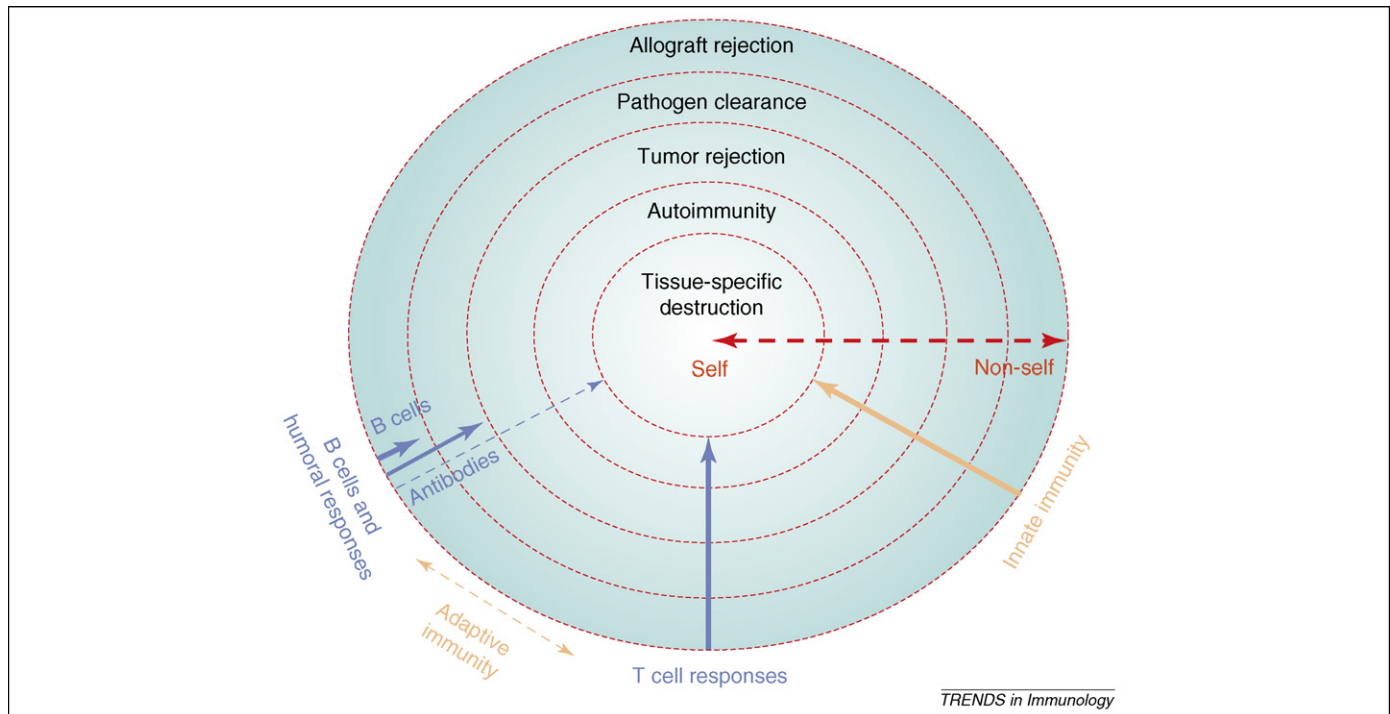 Allograft rejection
Pathogen clearance
Tumor rejection
Autoimmunity
Tissue-specific
destruction
Self
Non-self
B cells
Antibodies
B cells and
humoral responses
Adaptive
immunity
T cell responses
Innate immunity
TRENDS in Immunology